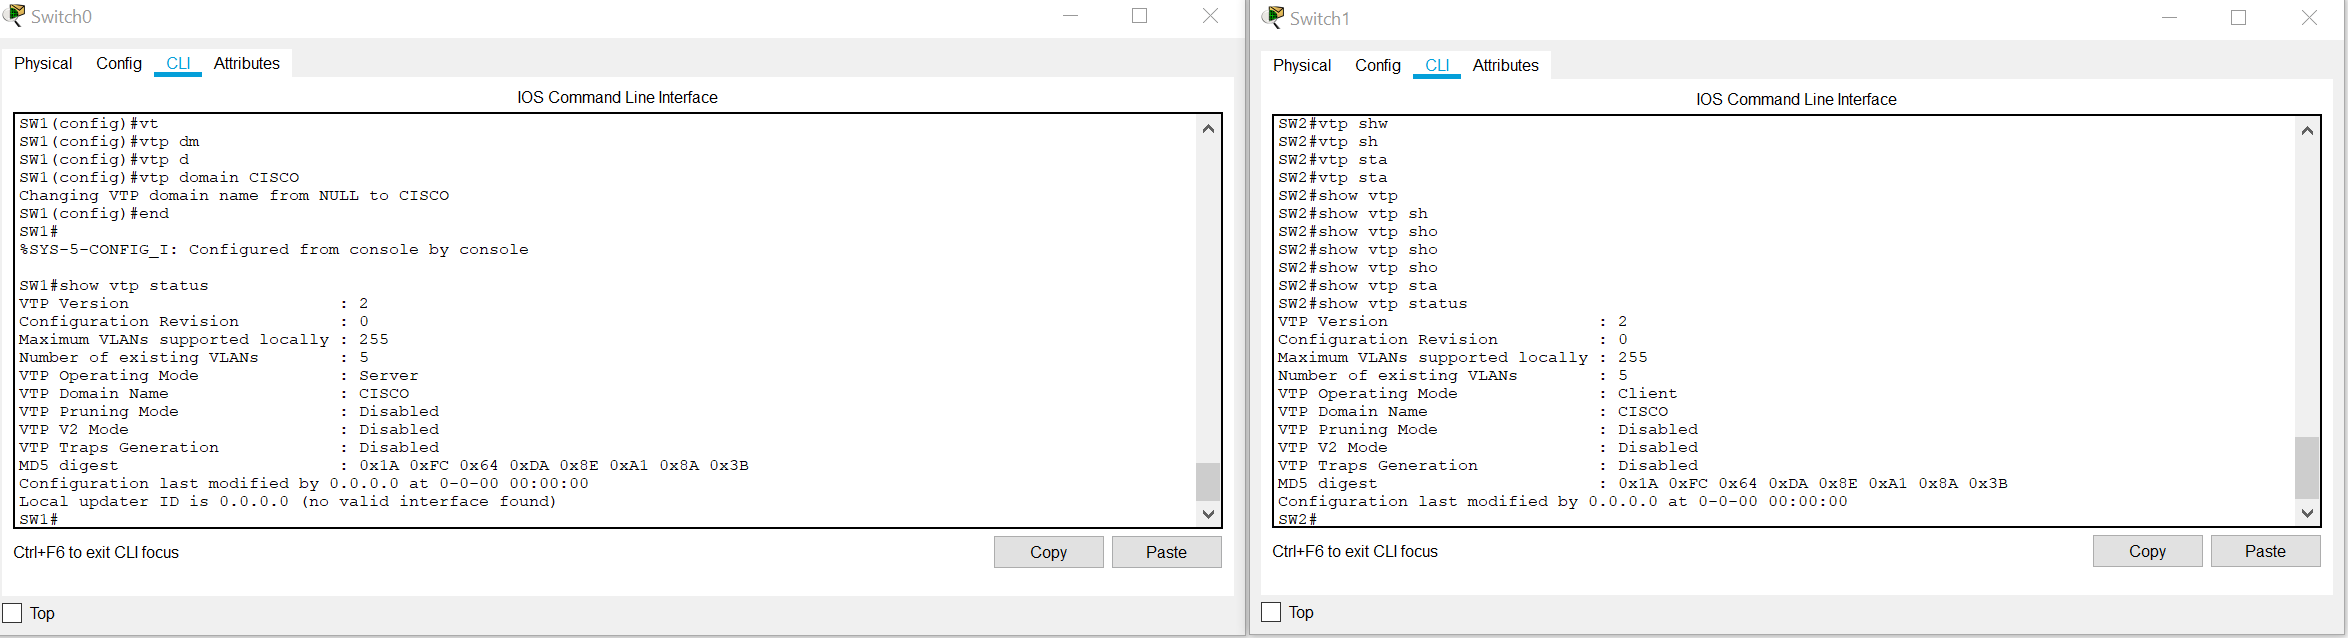 Switch0
Physical Config CLI Attributes
IOS Command Line Interface
SW1(config)#vt
SW1(config)#vtp dm
SW1(config)#vtp d
SW1(config)#vtp domain CISCO
Changing VTP domain name from NULL to CISCO
SW1(config)#end
SW1#
%SYS-5-CONFIG_I: Configured from console by console
SW1#show vtp status
VTP Version : 2
Configuration Revision : 0
Maximum VLANs supported locally : 255
Number of existing VLANs : 5
VTP Operating Mode : Server
VTP Domain Name : CISCO
VTP Pruning Mode : Disabled
VTP V2 Mode : Disabled
VTP Traps Generation : Disabled
MD5 digest : 0x1A 0xFC 0x64 0xDA 0x8E 0xA1 0x8A 0x3B
Configuration last modified by 0.0.0.0 at 0-0-00 00:00:00
Local updater ID is 0.0.0.0 (no valid interface found)
SW1#
Ctrl+F6 to exit CLI focus
Copy Paste
Top
Switch1
Physical Config CLI Attributes
IOS Command Line Interface
SW2#vtp shw
SW2#vtp sh
SW2#vtp sta
SW2#vtp sta
SW2#show vtp
SW2#show vtp sh
SW2#show vtp sho
SW2#show vtp sho
SW2#show vtp sho
SW2#show vtp sta
SW2#show vtp status
VTP Version : 2
Configuration Revision : 0
Maximum VLANs supported locally : 255
Number of existing VLANs : 5
VTP Operating Mode : Client
VTP Domain Name : CISCO
VTP Pruning Mode : Disabled
VTP V2 Mode : Disabled
VTP Traps Generation : Disabled
MD5 digest : 0x1A 0xFC 0x64 0xDA 0x8E 0xA1 0x8A 0x3B
Configuration last modified by 0.0.0.0 at 0-0-00 00:00:00
SW2#
Ctrl+F6 to exit CLI focus
Copy Paste
Top